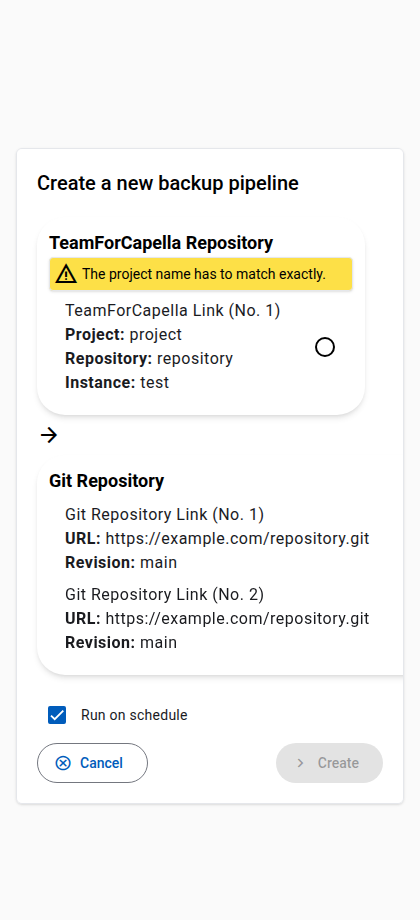 Create a new backup pipeline
TeamForCapella Repository
The project name has to match exactly.
TeamForCapella Link (No. 1)
Project: project
Repository: repository
Instance: test
Git Repository
Git Repository Link (No. 1)
URL: https://example.com/repository.git
Revision: main
Git Repository Link (No. 2)
URL: https://example.com/repository.git
Revision: main
Run on schedule
Cancel
Create